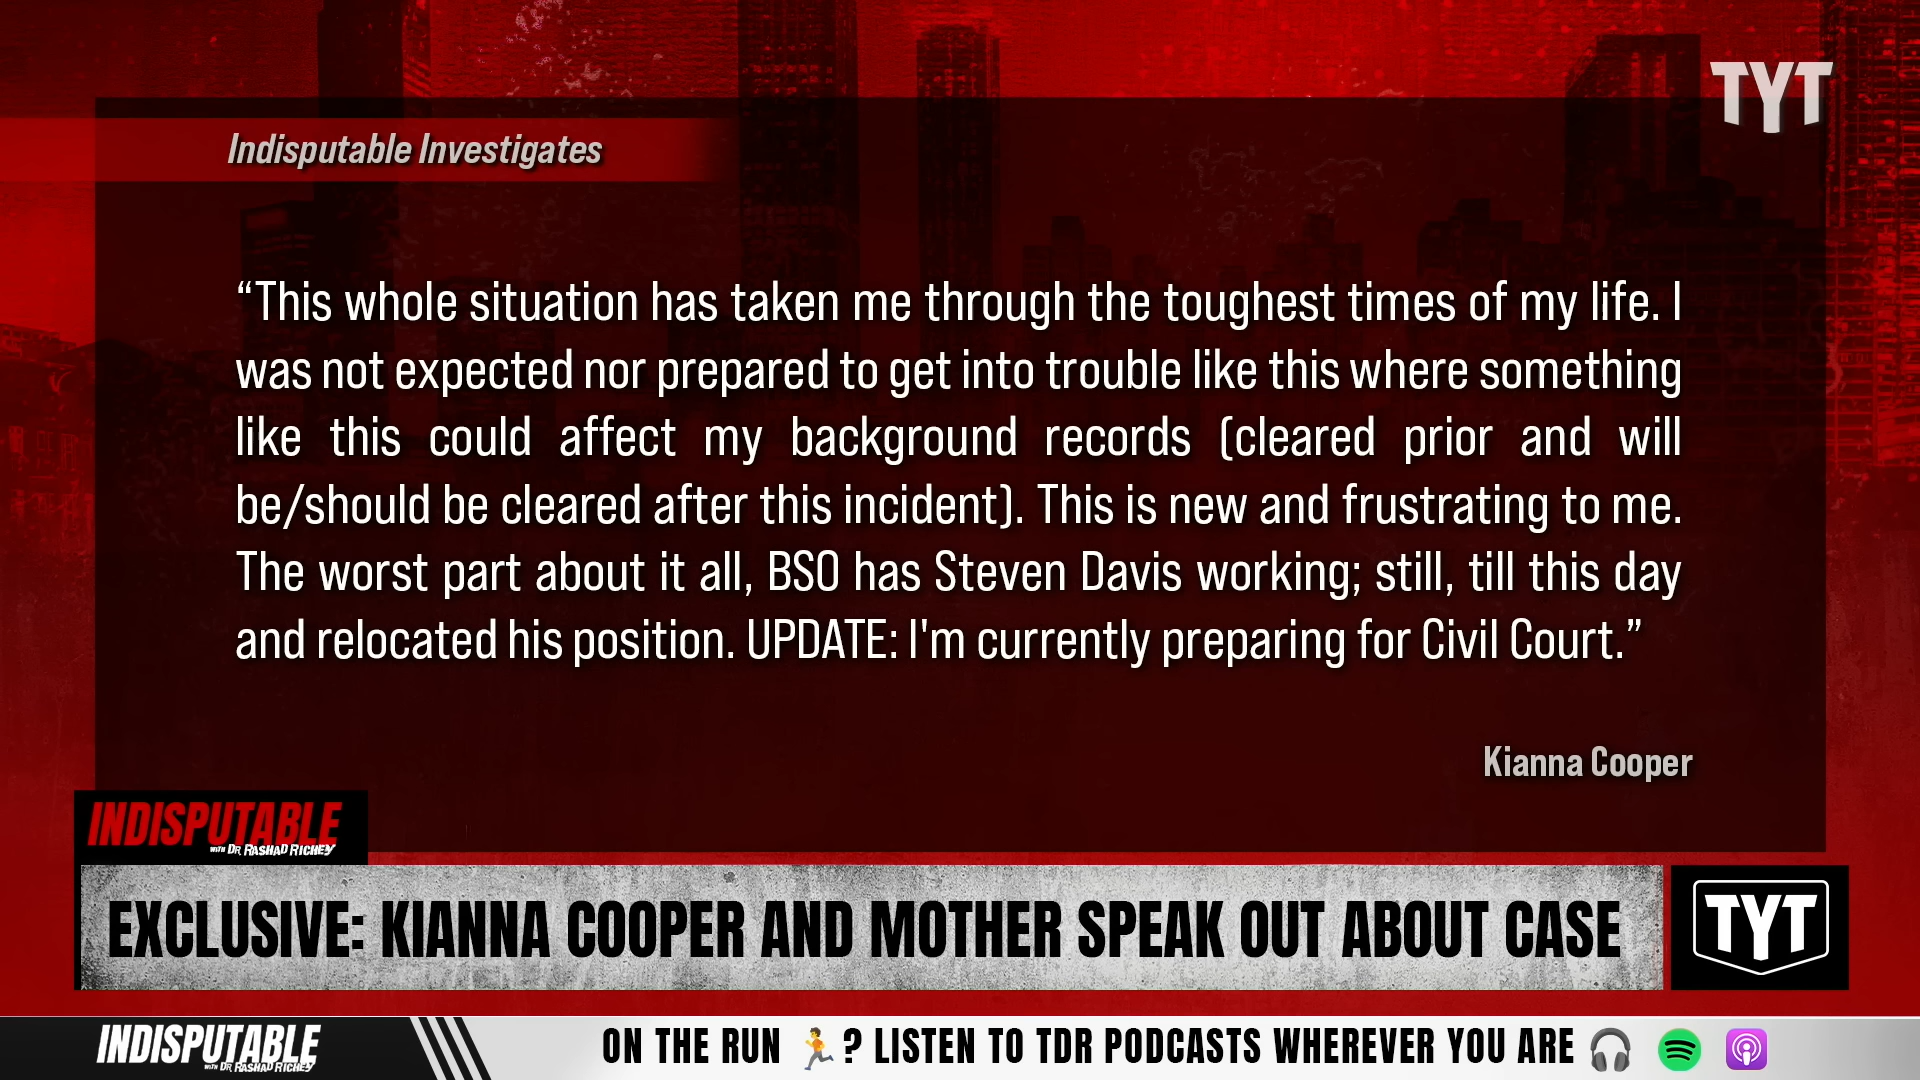 TYT
Indisputable Investigates
“This whole situation has taken me through the toughest times of my life. I
was not expected nor prepared to get into trouble like this where something
like this could affect my background records (cleared prior and will
be/should be cleared after this incident). This is new and frustrating to me.
The worst part about it all, BSO has Steven Davis working; still, till this day
and relocated his position. UPDATE: I'm currently preparing for Civil Court.”
Kianna Cooper
INDISPUTABLE
WITH DR RASHAD RICHEY
EXCLUSIVE: KIANNA COOPER AND MOTHER SPEAK OUT ABOUT CASE
TYT
INDISPUTABLE
WITH DR RASHAD RICHEY
ON THE RUN 🏃? LISTEN TO TDR PODCASTS WHEREVER YOU ARE 🎧